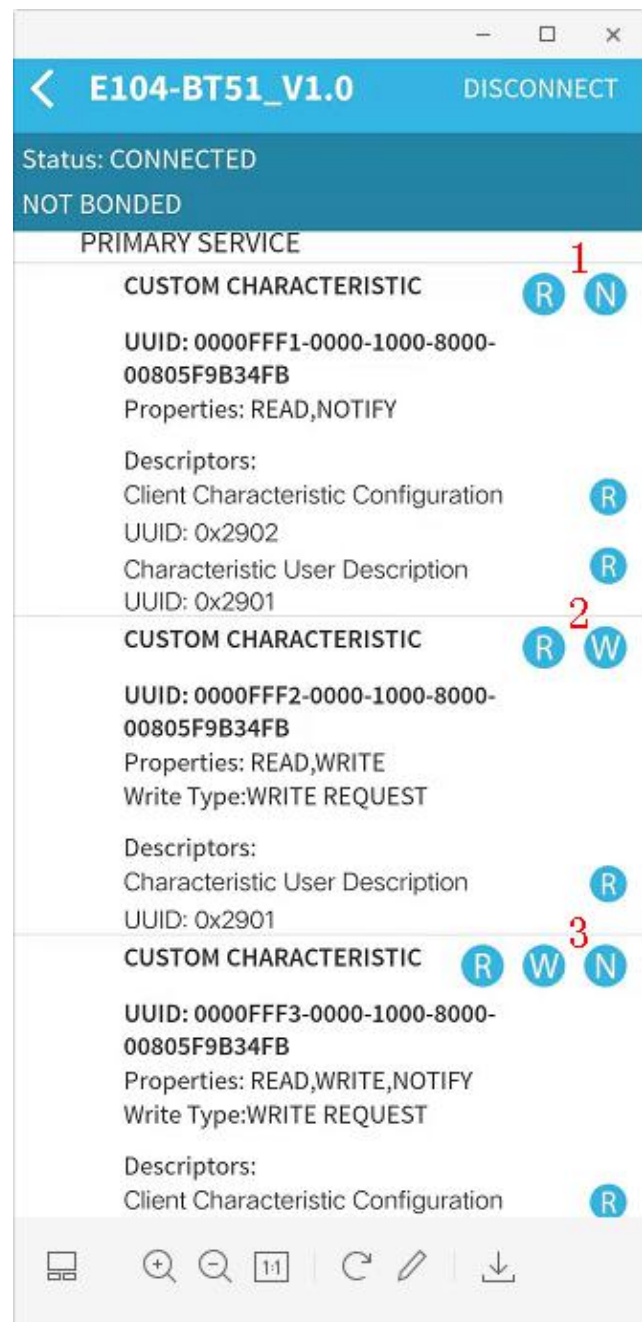 E104-BT51_V1.0 DISCONNECT
Status: CONNECTED
NOT BONDED
PRIMARY SERVICE
1
CUSTOM CHARACTERISTIC R N
UUID: 0000FFF1-0000-1000-8000-
00805F9B34FB
Properties: READ,NOTIFY
Descriptors:
Client Characteristic Configuration R
UUID: 0x2902
Characteristic User Description R
UUID: 0x2901
2
CUSTOM CHARACTERISTIC R W
UUID: 0000FFF2-0000-1000-8000-
00805F9B34FB
Properties: READ,WRITE
Write Type:WRITE REQUEST
Descriptors:
Characteristic User Description R
UUID: 0x2901
3
CUSTOM CHARACTERISTIC R W N
UUID: 0000FFF3-0000-1000-8000-
00805F9B34FB
Properties: READ,WRITE,NOTIFY
Write Type:WRITE REQUEST
Descriptors:
Client Characteristic Configuration R
1:1